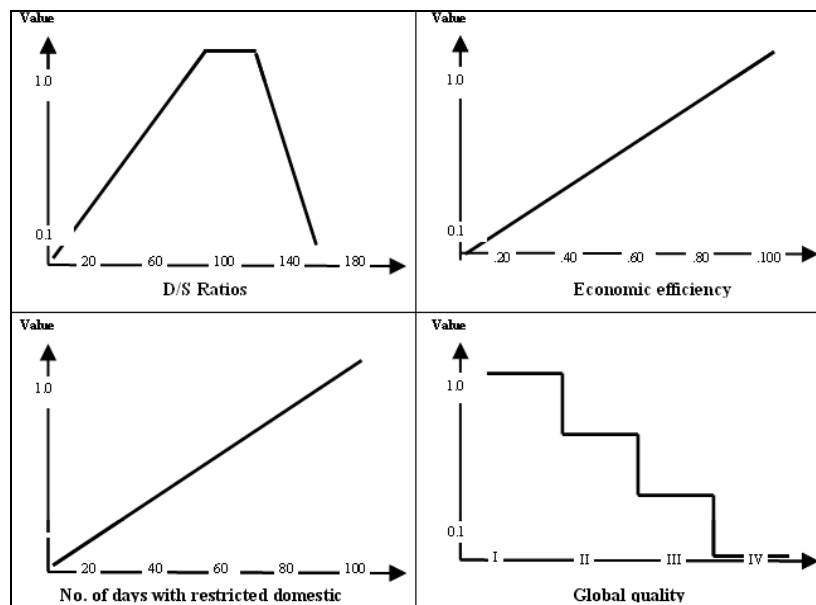 Value
1.0
0.1
20 60 100 140 180
D/S Ratios
Value
1.0
0.1
.20 .40 .60 .80 .100
Economic efficiency
Value
1.0
20 40 60 80 100
No. of days with restricted domestic
Value
1.0
0.1
I II III IV
Global quality